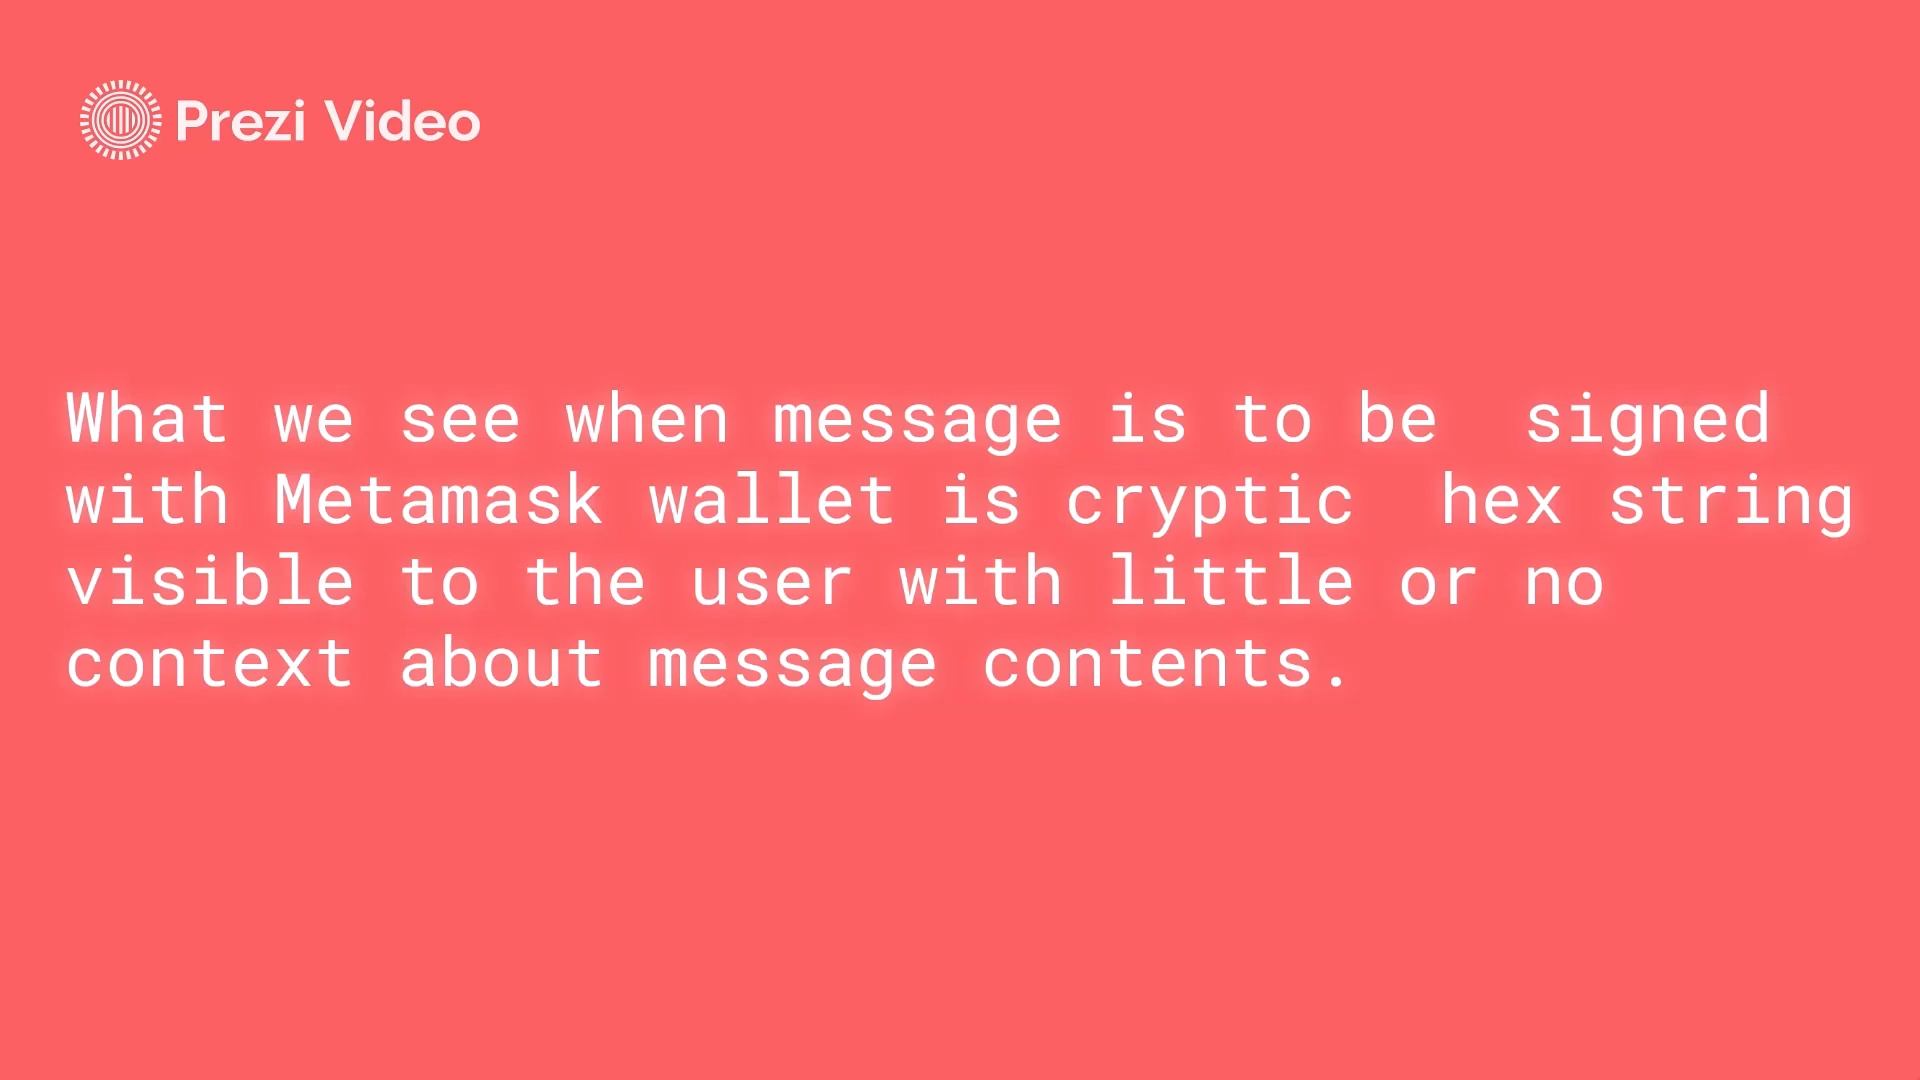 Prezi Video
What we see when message is to be  signed
with Metamask wallet is cryptic  hex string
visible to the user with little or no
context about message contents.